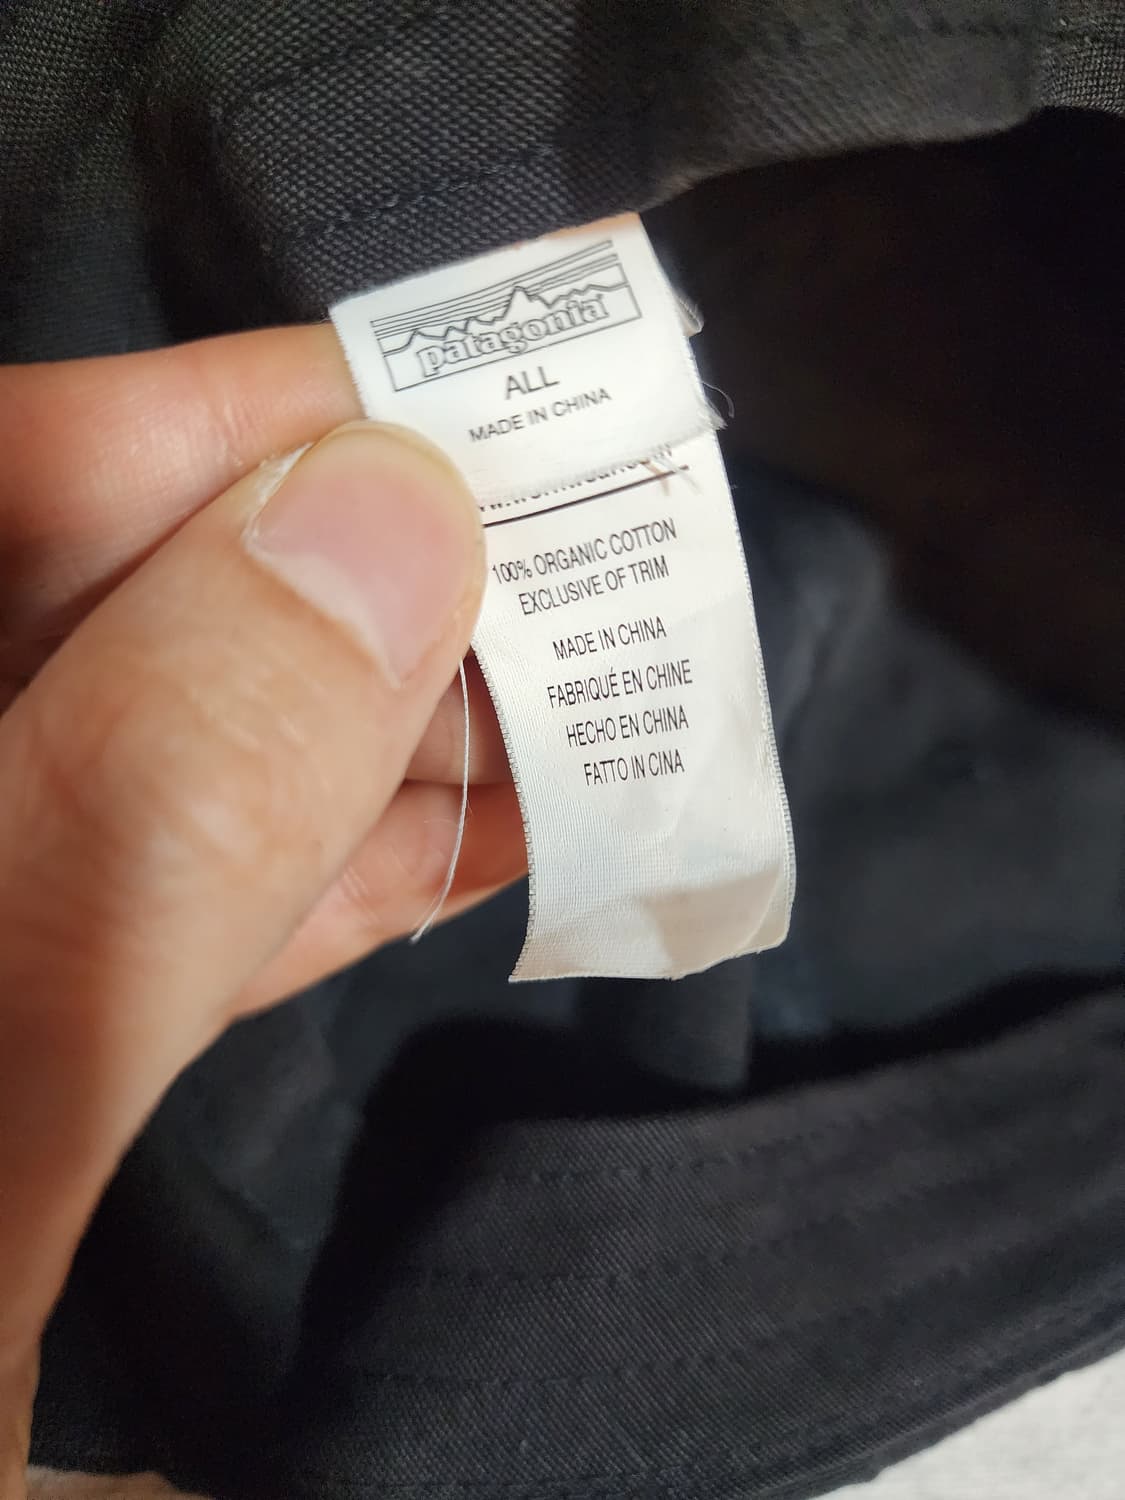 patagonia
ALL
MADE IN CHINA
100% ORGANIC COTTON
EXCLUSIVE OF TRIM
MADE IN CHINA
FABRIQUÉ EN CHINE
HECHO EN CHINA
FATTO IN CINA